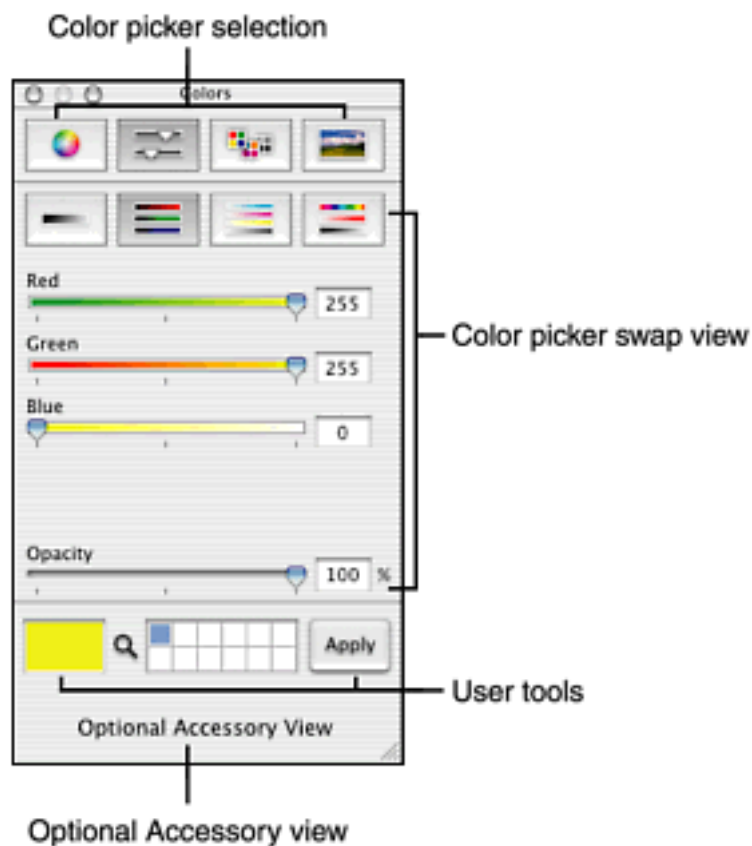 Color picker selection
Colors
Red
255
Green
255
Blue
0
Color picker swap view
Opacity
100 %
Apply
User tools
Optional Accessory View
Optional Accessory view